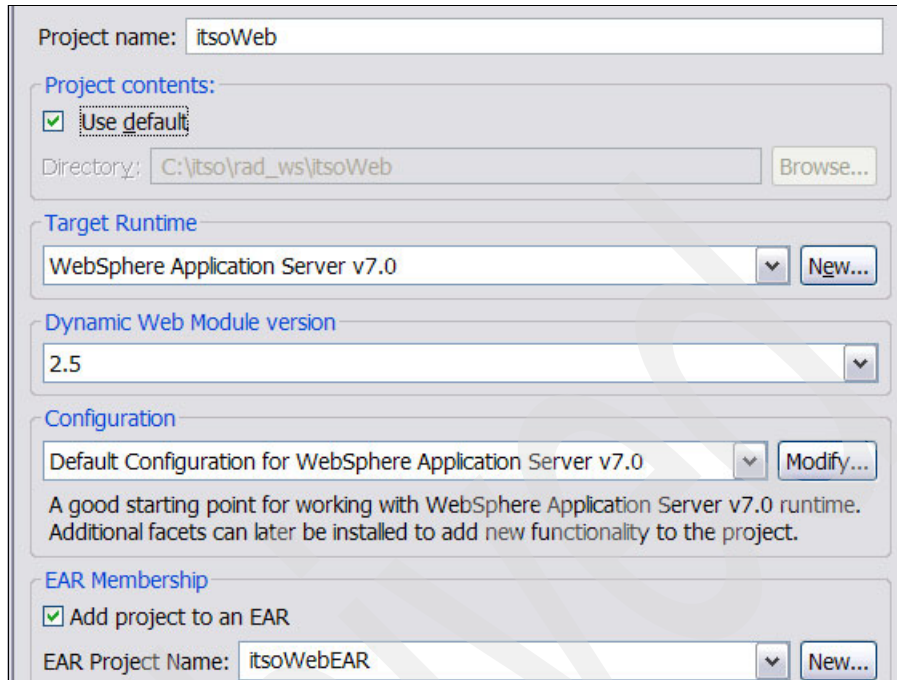 Project name: itsoWeb
Project contents:
Use default
Directory: C:\itso\rad_ws\itsoWeb Browse...
Target Runtime
WebSphere Application Server v7.0 New...
Dynamic Web Module version
2.5
Configuration
Default Configuration for WebSphere Application Server v7.0 Modify...
A good starting point for working with WebSphere Application Server v7.0 runtime.
Additional facets can later be installed to add new functionality to the project.
EAR Membership
Add project to an EAR
EAR Project Name: itsoWebEAR New...